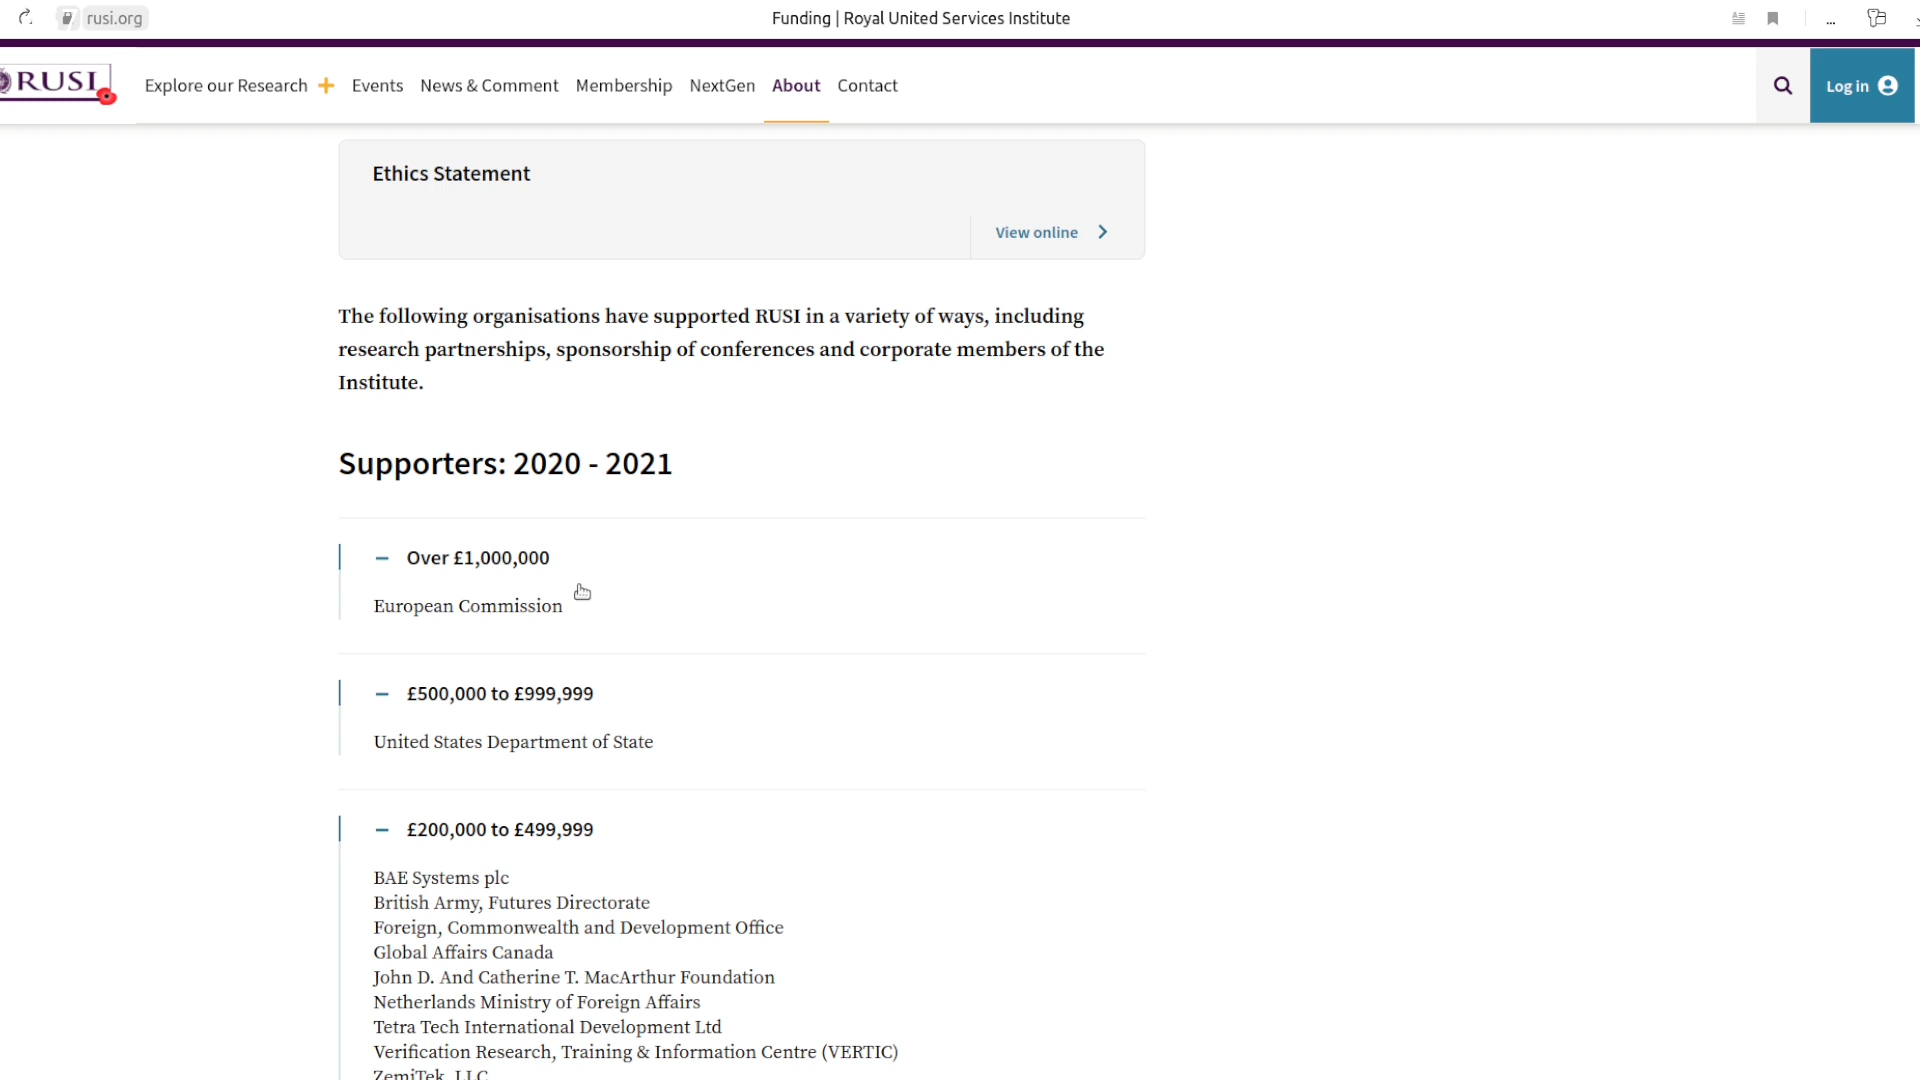 rusi.org
Funding | Royal United Services Institute
...
RUSI
Explore our Research + Events News & Comment Membership NextGen About Contact
Log in
Ethics Statement
View online
The following organisations have supported RUSI in a variety of ways, including
research partnerships, sponsorship of conferences and corporate members of the
Institute.
Supporters: 2020 - 2021
– Over £1,000,000
European Commission
– £500,000 to £999,999
United States Department of State
– £200,000 to £499,999
BAE Systems plc
British Army, Futures Directorate
Foreign, Commonwealth and Development Office
Global Affairs Canada
John D. And Catherine T. MacArthur Foundation
Netherlands Ministry of Foreign Affairs
Tetra Tech International Development Ltd
Verification Research, Training & Information Centre (VERTIC)
ZemiTek, LLC